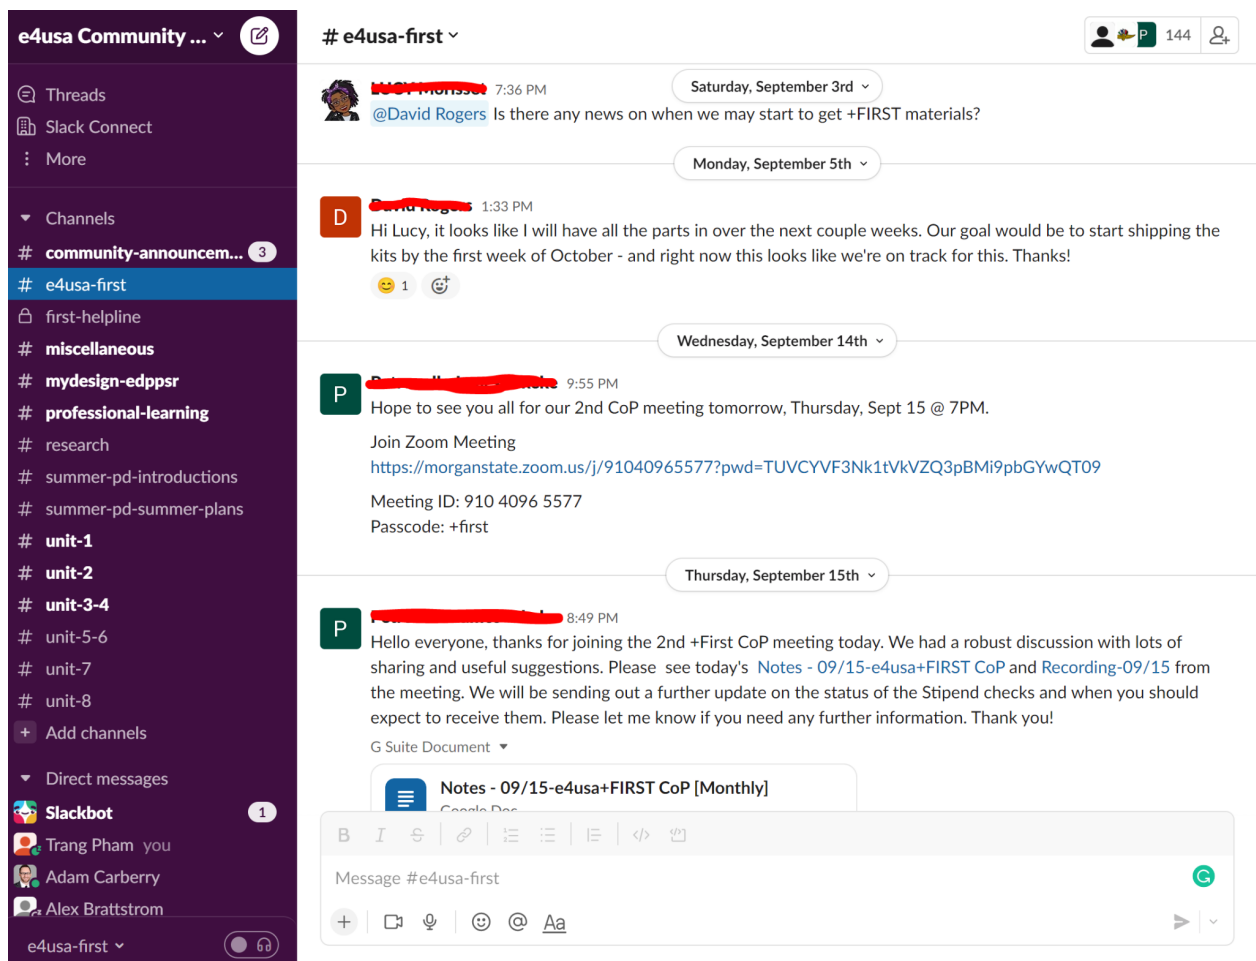 e4usa Community ...
Threads
Slack Connect
More
Channels
# community-announcem... 3
# e4usa-first
first-helpline
# miscellaneous
# mydesign-edppsr
# professional-learning
# research
# summer-pd-introductions
# summer-pd-summer-plans
# unit-1
# unit-2
# unit-3-4
# unit-5-6
# unit-7
# unit-8
+ Add channels
Direct messages
Slackbot 1
Trang Pham you
Adam Carberry
Alex Brattstrom
e4usa-first
# e4usa-first
P 144
7:36 PM
Saturday, September 3rd
@David Rogers Is there any news on when we may start to get +FIRST materials?
Monday, September 5th
D
1:33 PM
Hi Lucy, it looks like I will have all the parts in over the next couple weeks. Our goal would be to start shipping the
kits by the first week of October - and right now this looks like we're on track for this. Thanks!
1
Wednesday, September 14th
P
9:55 PM
Hope to see you all for our 2nd CoP meeting tomorrow, Thursday, Sept 15 @ 7PM.
Join Zoom Meeting
https://morganstate.zoom.us/j/91040965577?pwd=TUVCYVF3Nk1tVkVZQ3pBMi9pbGYwQT09
Meeting ID: 910 4096 5577
Passcode: +first
Thursday, September 15th
P
8:49 PM
Hello everyone, thanks for joining the 2nd +First CoP meeting today. We had a robust discussion with lots of
sharing and useful suggestions. Please see today's Notes - 09/15-e4usa+FIRST CoP and Recording-09/15 from
the meeting. We will be sending out a further update on the status of the Stipend checks and when you should
expect to receive them. Please let me know if you need any further information. Thank you!
G Suite Document
Notes - 09/15-e4usa+FIRST CoP [Monthly]
Google Doc
B I S
Message #e4usa-first
G
+ @ Aa